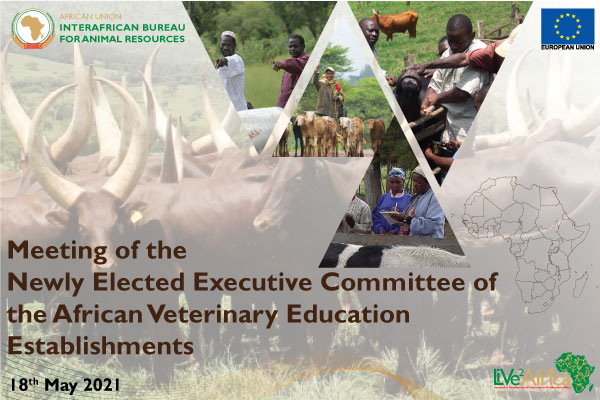 AFRICAN UNION
INTERAFRICAN BUREAU
FOR ANIMAL RESOURCES
EUROPEAN UNION
Meeting of the
Newly Elected Executive Committee of
the African Veterinary Education
Establishments
18th May 2021
LiVe2Africa